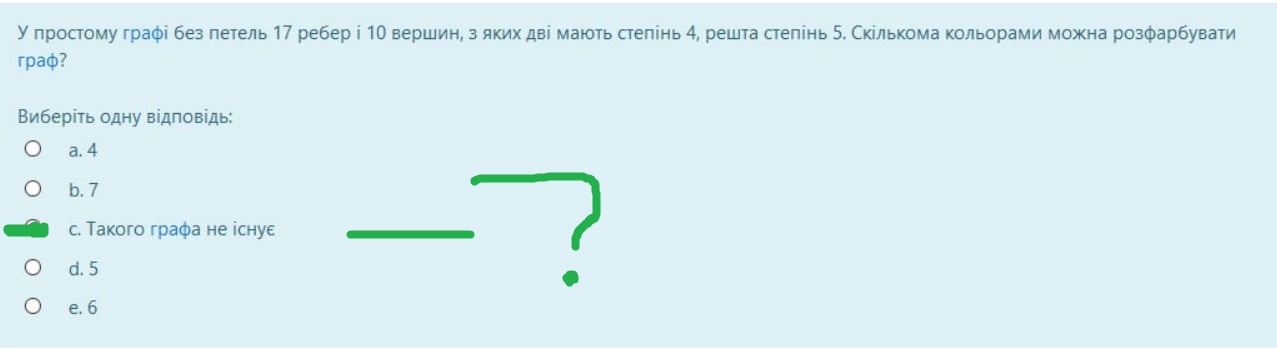 У простому графі без петель 17 ребер і 10 вершин, з яких дві мають степінь 4, решта степінь 5. Скількома кольорами можна розфарбувати
граф?
Виберіть одну відповідь:
a. 4
b. 7
c. Такого графа не існує
d. 5
e. 6
— ?